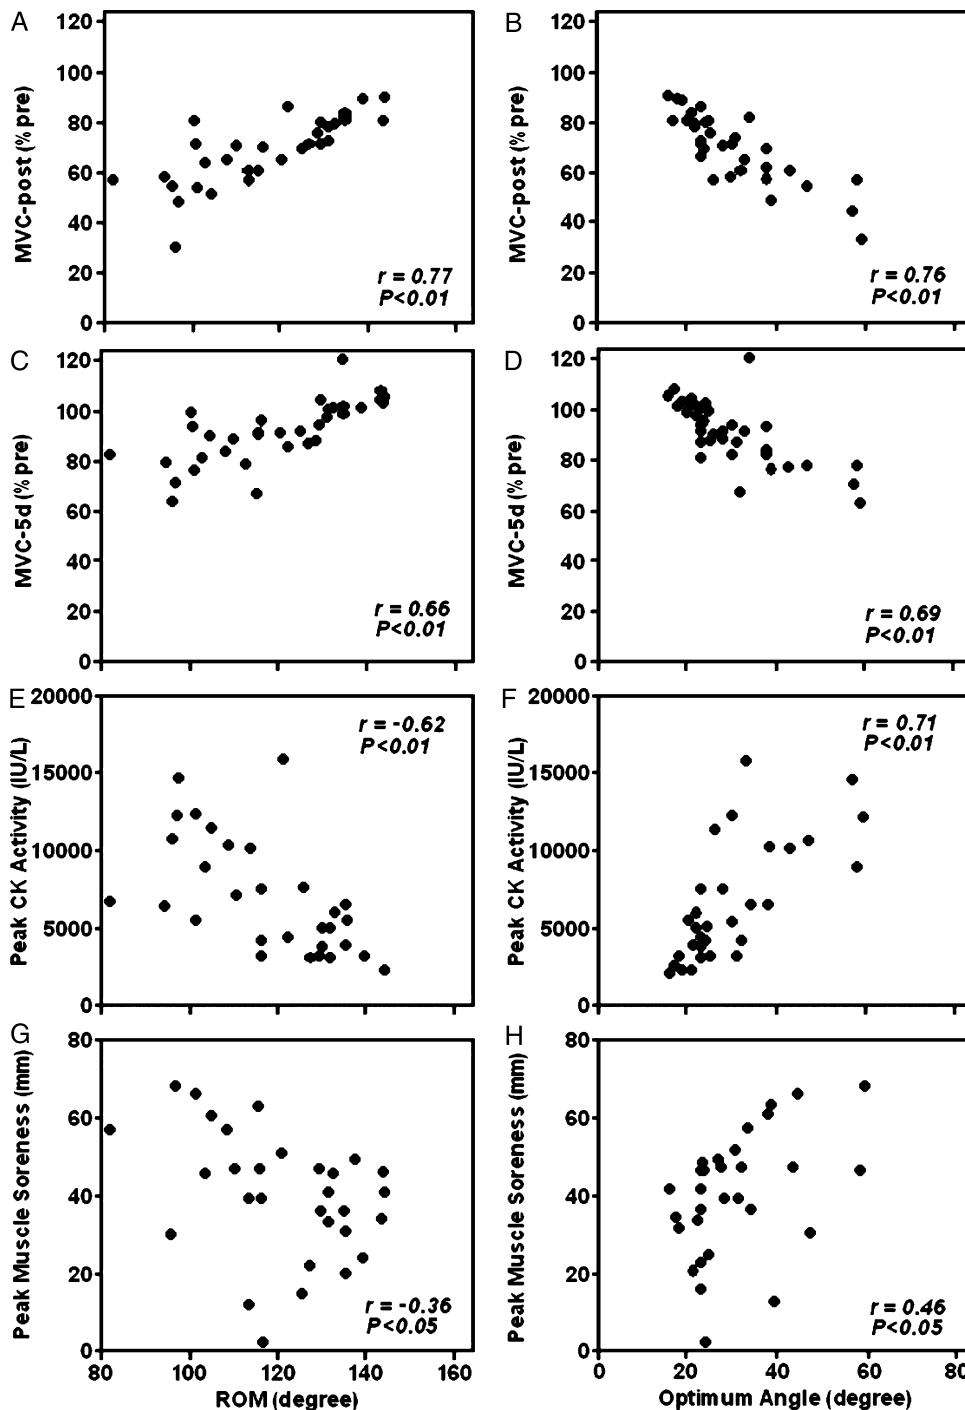 A
120
100
80
60
40
20
0
MVC-post (% pre)
r = 0.77
P<0.01
B
120
100
80
60
40
20
0
MVC-post (% pre)
r = 0.76
P<0.01
C
120
100
80
60
40
20
0
MVC-5d (% pre)
r = 0.66
P<0.01
D
120
100
80
60
40
20
0
MVC-5d (% pre)
r = 0.69
P<0.01
E
20000
15000
10000
5000
0
Peak CK Activity (IU/L)
r = -0.62
P<0.01
F
20000
15000
10000
5000
0
Peak CK Activity (IU/L)
r = 0.71
P<0.01
G
80
60
40
20
0
Peak Muscle Soreness (mm)
r = -0.36
P<0.05
80 100 120 140 160
ROM (degree)
H
80
60
40
20
0
Peak Muscle Soreness (mm)
r = 0.46
P<0.05
0 20 40 60 80
Optimum Angle (degree)